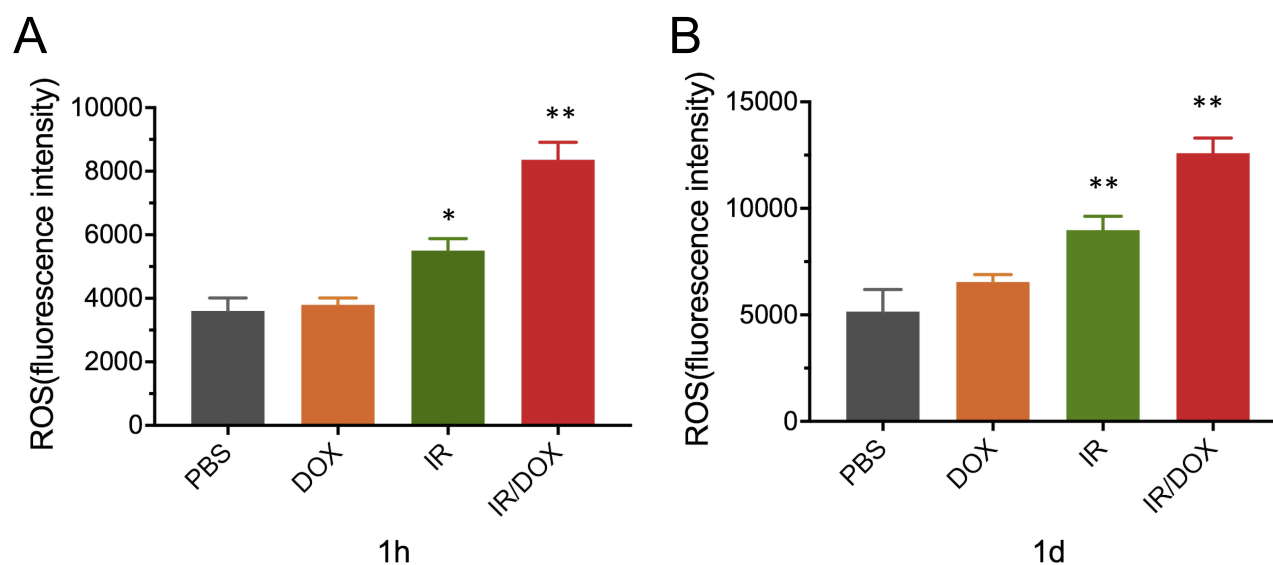 A
ROS(fluorescence intensity)
10000
8000
6000
4000
2000
0
*
**
PBS
DOX
IR
IR/DOX
1h
B
ROS(fluorescence intensity)
15000
10000
5000
0
**
**
PBS
DOX
IR
IR/DOX
1d